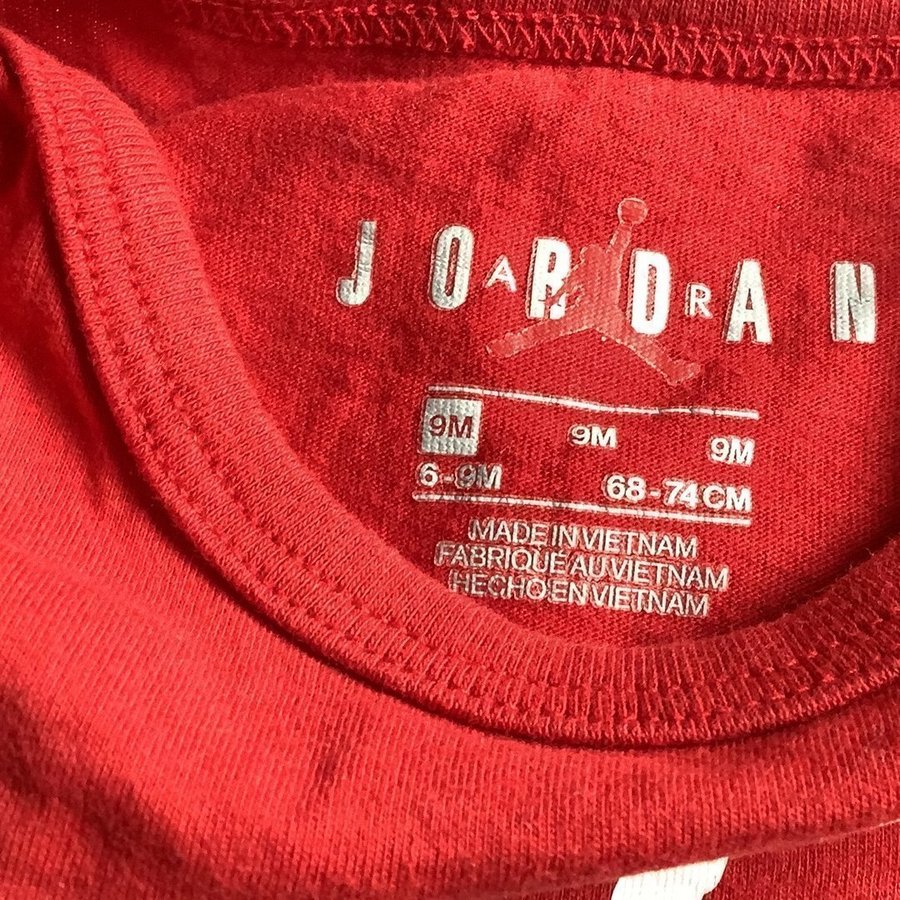 JORDAN
AIR
9M 9M 9M
6-9M 68-74CM
MADE IN VIETNAM
FABRIQUÉ AU VIETNAM
HECHO EN VIETNAM